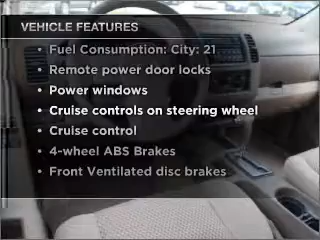 VEHICLE FEATURES
• Fuel Consumption: City: 21
• Remote power door locks
• Power windows
• Cruise controls on steering wheel
• Cruise control
• 4-wheel ABS Brakes
• Front Ventilated disc brakes